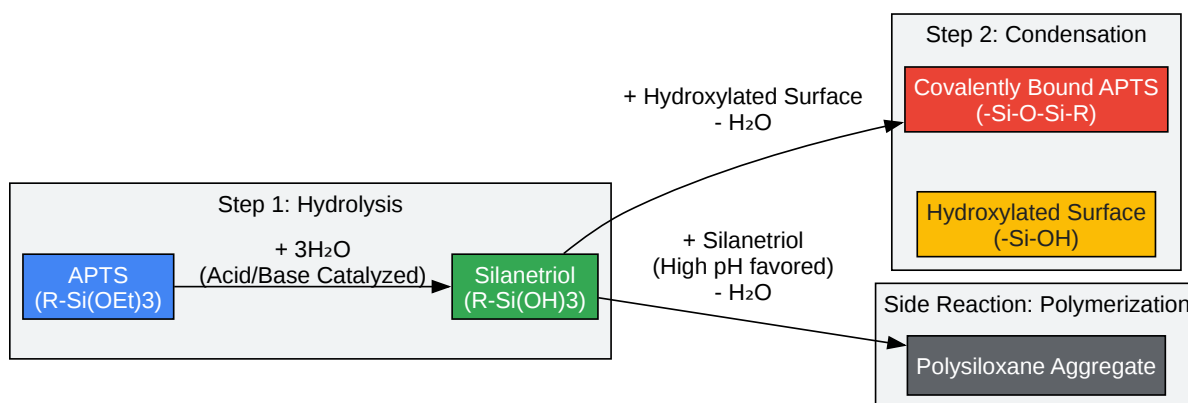 Step 1: Hydrolysis
APTS
(R-Si(OEt)3)
+ 3H₂O
(Acid/Base Catalyzed)
Silanetriol
(R-Si(OH)3)
+ Hydroxylated Surface
- H₂O
+ Silanetriol
(High pH favored)
- H₂O
Step 2: Condensation
Covalently Bound APTS
(-Si-O-Si-R)
Hydroxylated Surface
(-Si-OH)
Side Reaction: Polymerization
Polysiloxane Aggregate